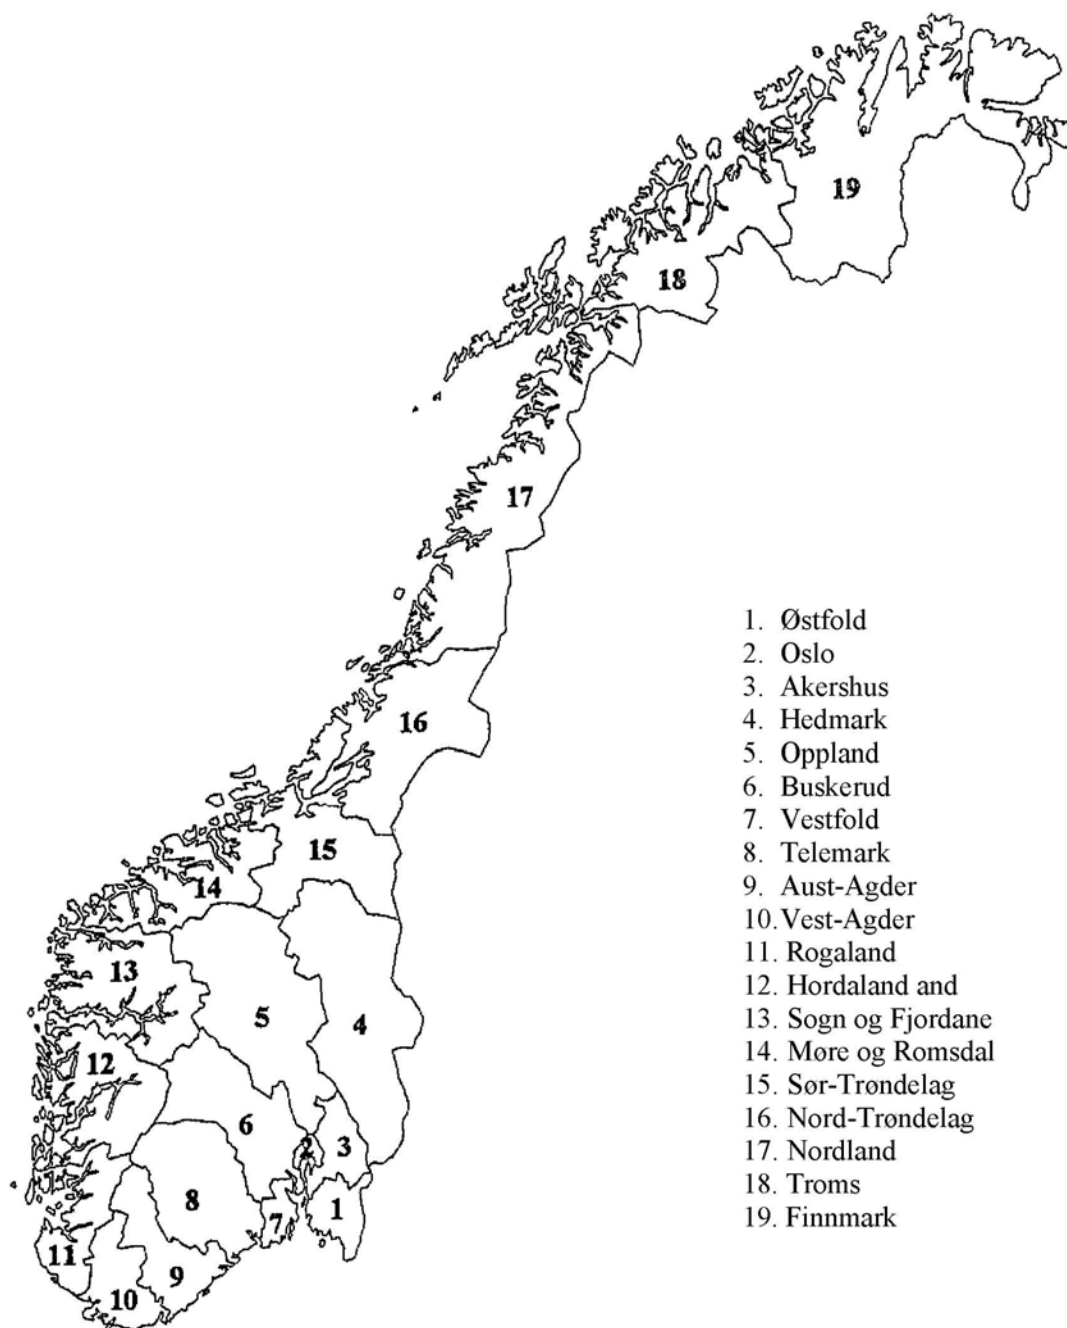 19
18
17
16
15
14
13
5
4
12
6
2
3
8
1
7
11
9
10
1. Østfold
2. Oslo
3. Akershus
4. Hedmark
5. Oppland
6. Buskerud
7. Vestfold
8. Telemark
9. Aust-Agder
10.Vest-Agder
11. Rogaland
12. Hordaland and
13. Sogn og Fjordane
14. Møre og Romsdal
15. Sør-Trøndelag
16. Nord-Trøndelag
17. Nordland
18. Troms
19. Finnmark